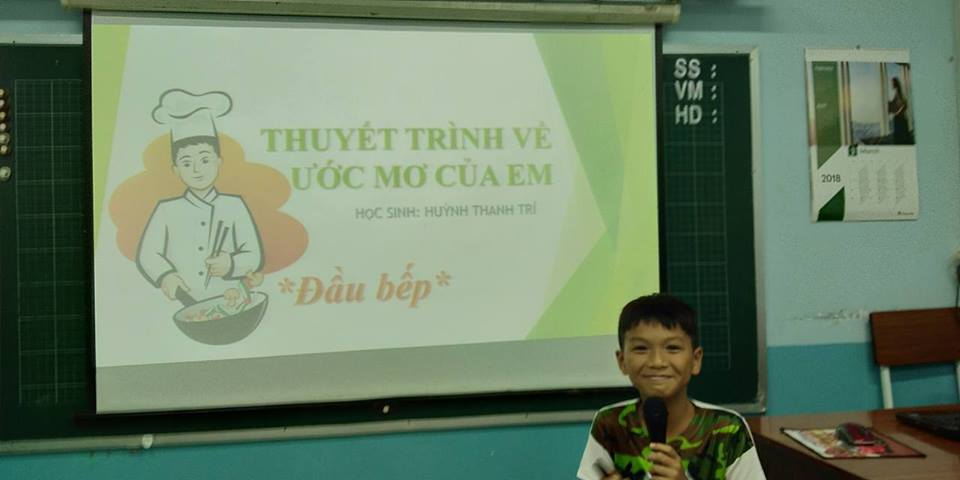 THUYẾT TRÌNH VỀ
ƯỚC MƠ CỦA EM
HỌC SINH: HUỲNH THANH TRÍ
*Đầu bếp*
SS :
VM :
HD :
2018